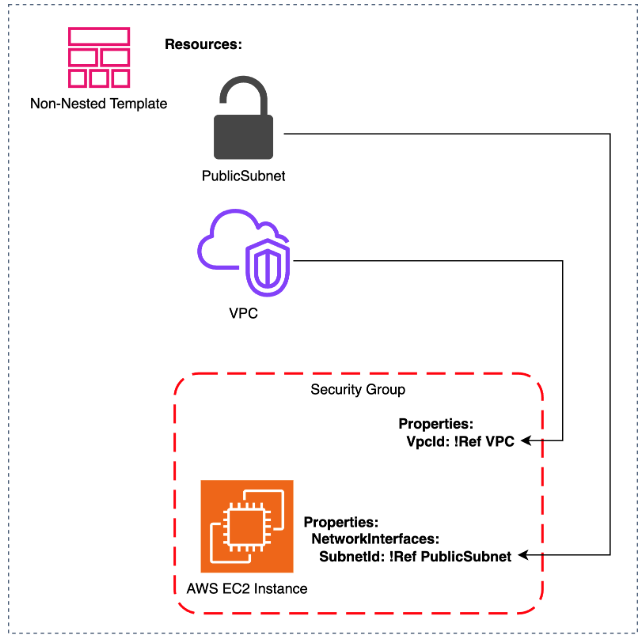 Resources:
Non-Nested Template
PublicSubnet
VPC
Security Group
Properties:
VpcId: !Ref VPC
Properties:
NetworkInterfaces:
SubnetId: !Ref PublicSubnet
AWS EC2 Instance